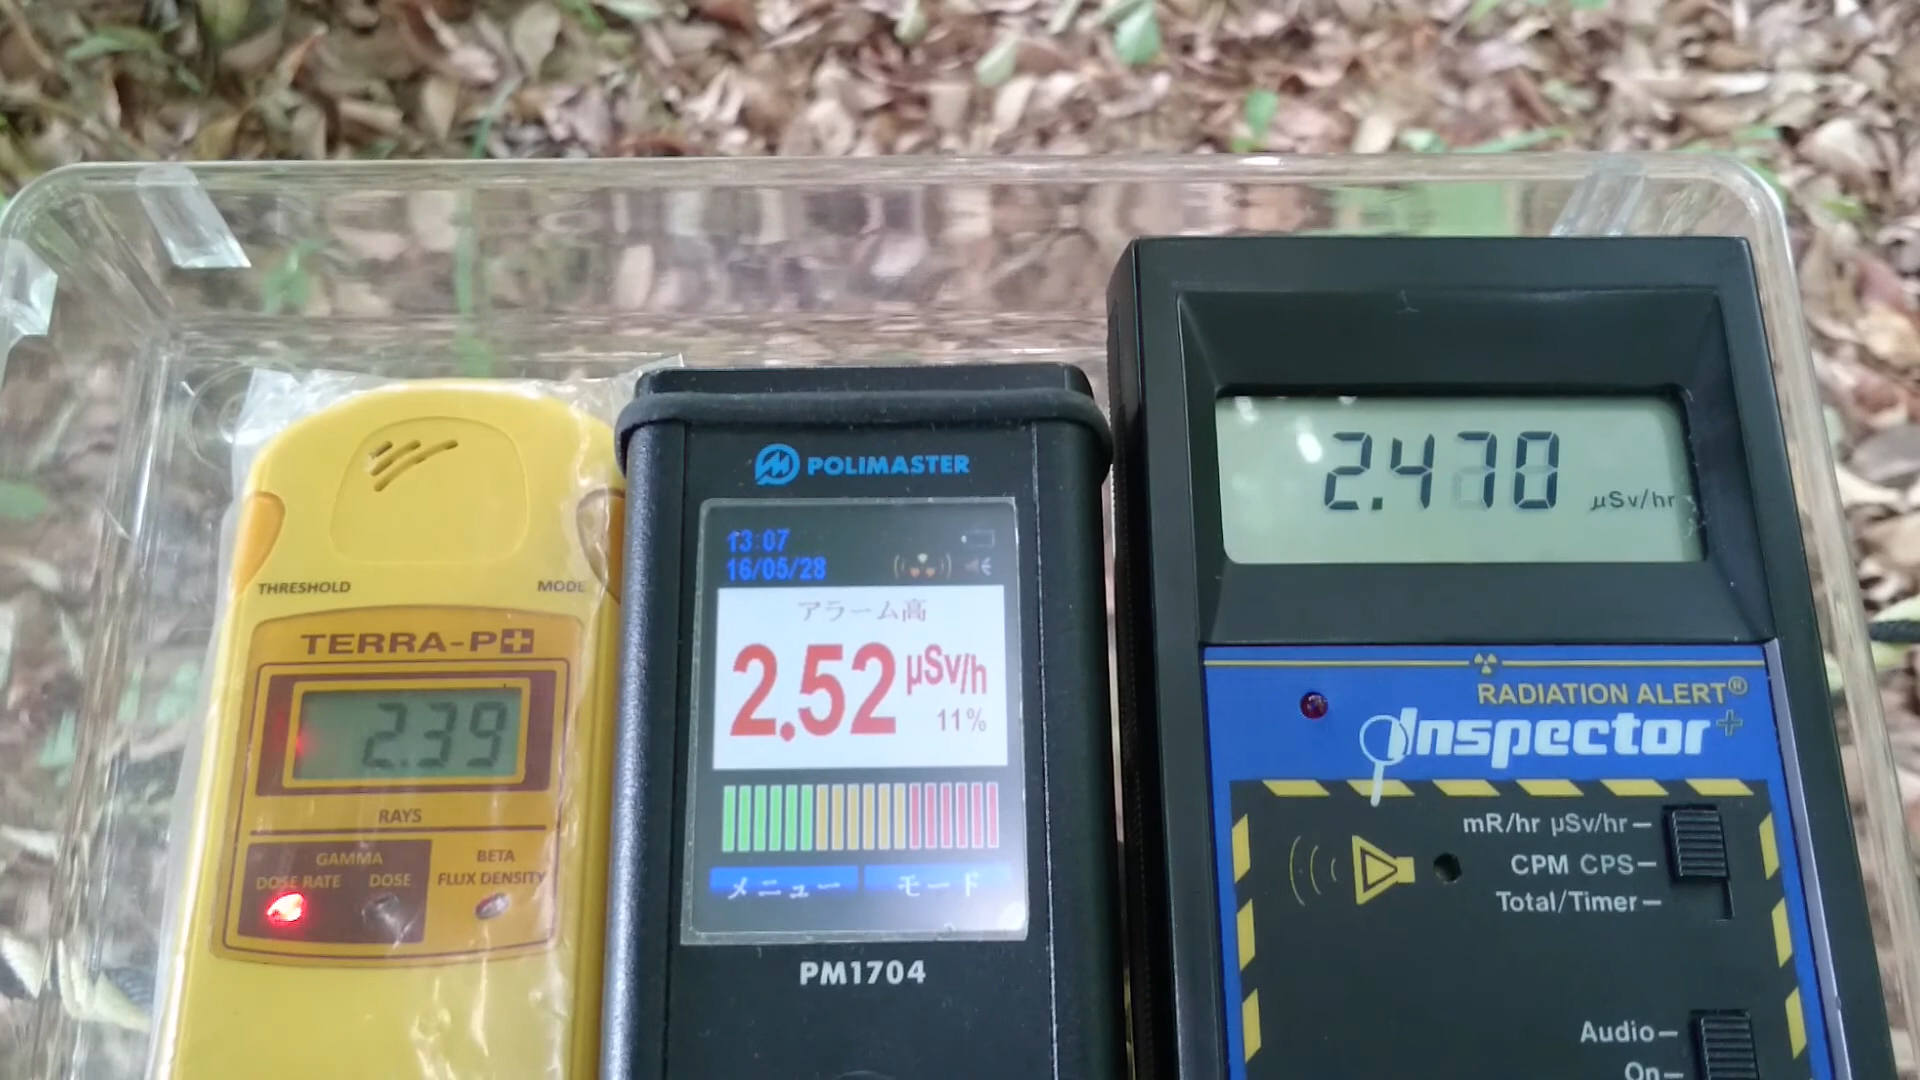 THRESHOLD
MODE
TERRA-P+
2.39
RAYS
GAMMA
DOSE RATE
DOSE
BETA
FLUX DENSITY
POLIMASTER
13:07
16/05/28
アラーム高
2.52 µSv/h
11%
メニュー
モード
PM1704
2.470 µSv/hr
RADIATION ALERT®
Inspector+
mR/hr µSv/hr
CPM CPS
Total/Timer
Audio
On